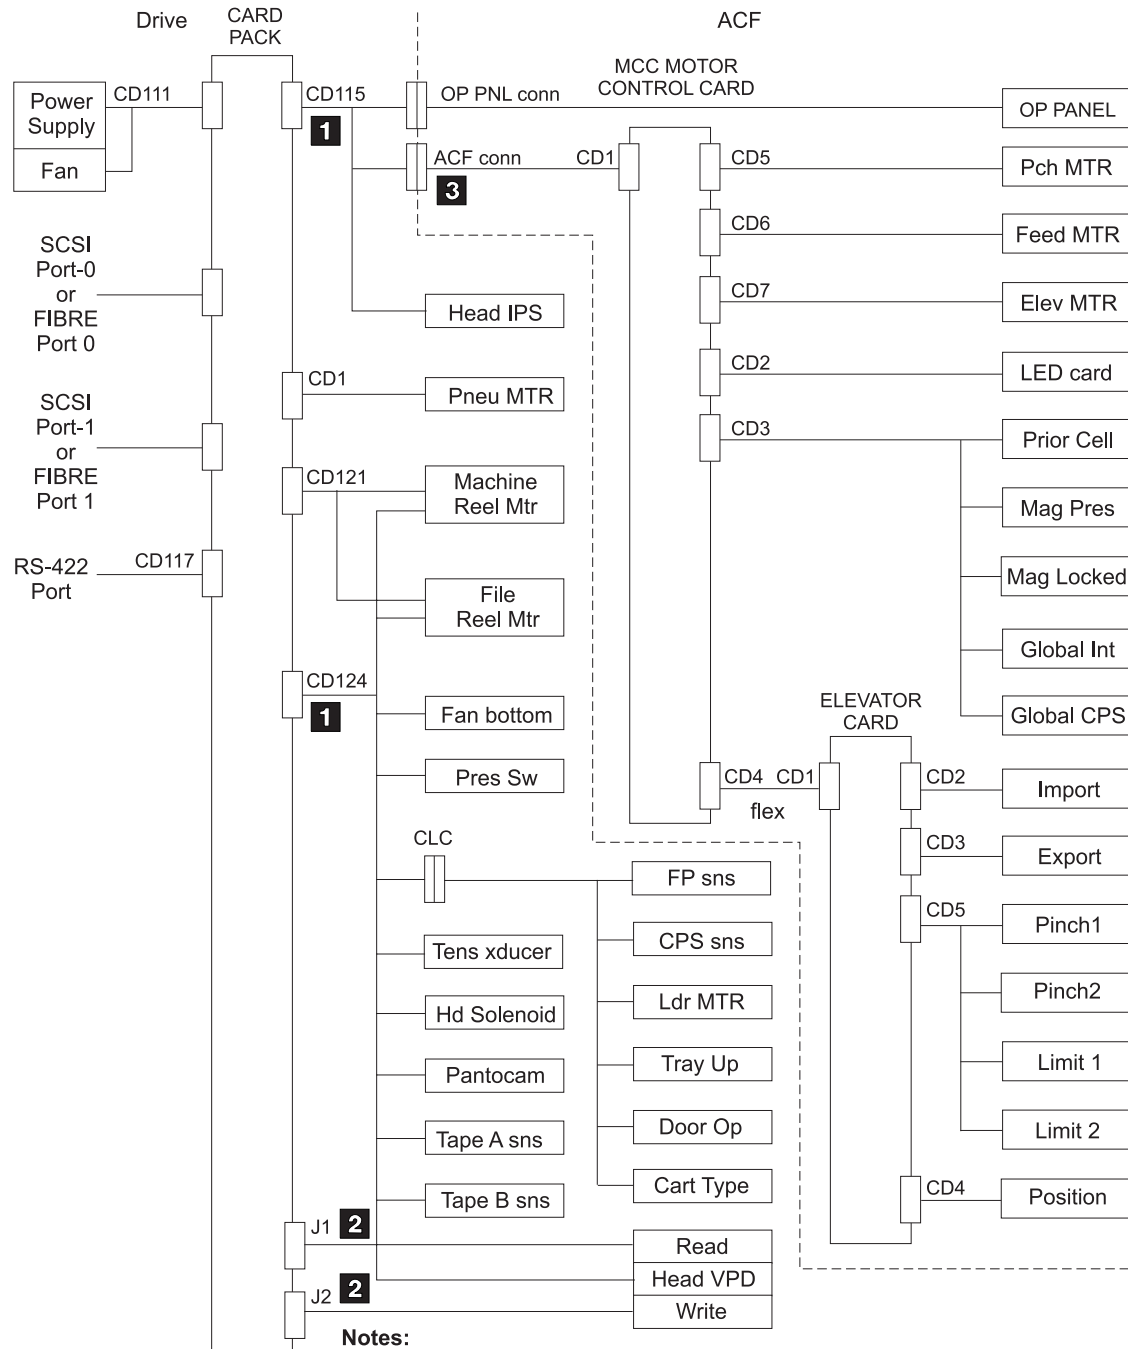 Drive
CARD
PACK
ACF
MCC MOTOR
CONTROL CARD
Power
Supply
Fan
CD111
CD115
1
OP PNL conn
OP PANEL
ACF conn
3
CD1
CD5
Pch MTR
SCSI
Port-0
or
FIBRE
Port 0
CD6
Feed MTR
Head IPS
CD7
Elev MTR
CD1
Pneu MTR
CD2
LED card
SCSI
Port-1
or
FIBRE
Port 1
CD3
Prior Cell
CD121
Machine
Reel Mtr
Mag Pres
RS-422
Port
CD117
Mag Locked
File
Reel Mtr
Global Int
CD124
1
Fan bottom
ELEVATOR
CARD
Global CPS
Pres Sw
CD4
CD1
flex
CD2
Import
CLC
FP sns
CD3
Export
Tens xducer
CPS sns
CD5
Pinch1
Hd Solenoid
Ldr MTR
Pinch2
Pantocam
Tray Up
Limit 1
Tape A sns
Door Op
Limit 2
Tape B sns
Cart Type
CD4
Position
J1
2
Read
Head VPD
J2
2
Write
Notes: